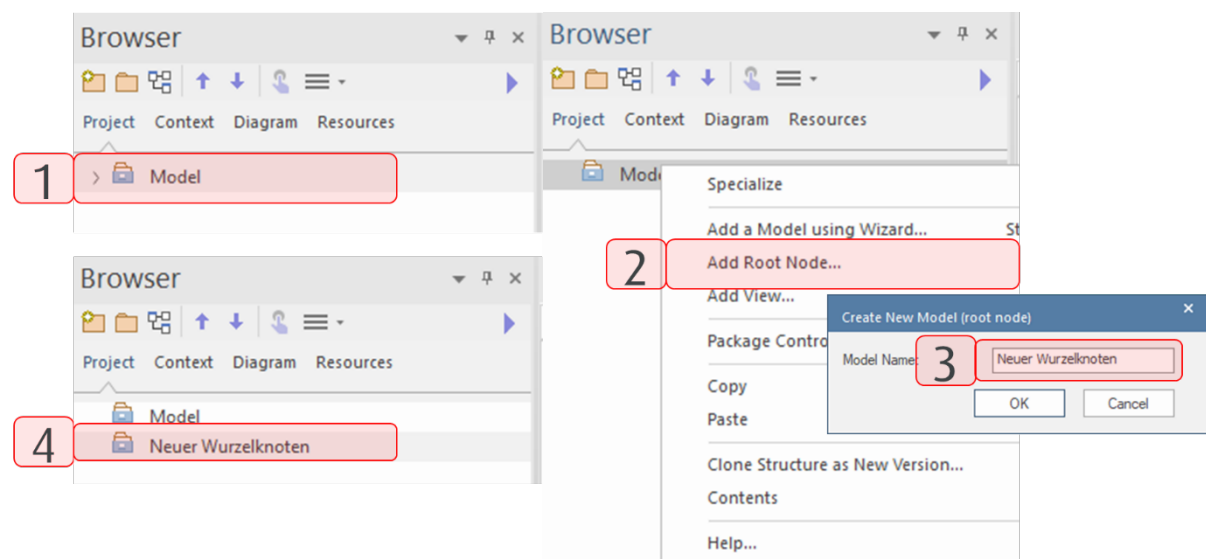 Browser
Project Context Diagram Resources
1
Model
Browser
Project Context Diagram Resources
Specialize
Add a Model using Wizard...
2
Add Root Node...
Add View...
Copy
Paste
Clone Structure as New Version...
Contents
Help...
Create New Model (root node)
Model Name:
3
Neuer Wurzelknoten
OK Cancel
Browser
Project Context Diagram Resources
Model
4
Neuer Wurzelknoten